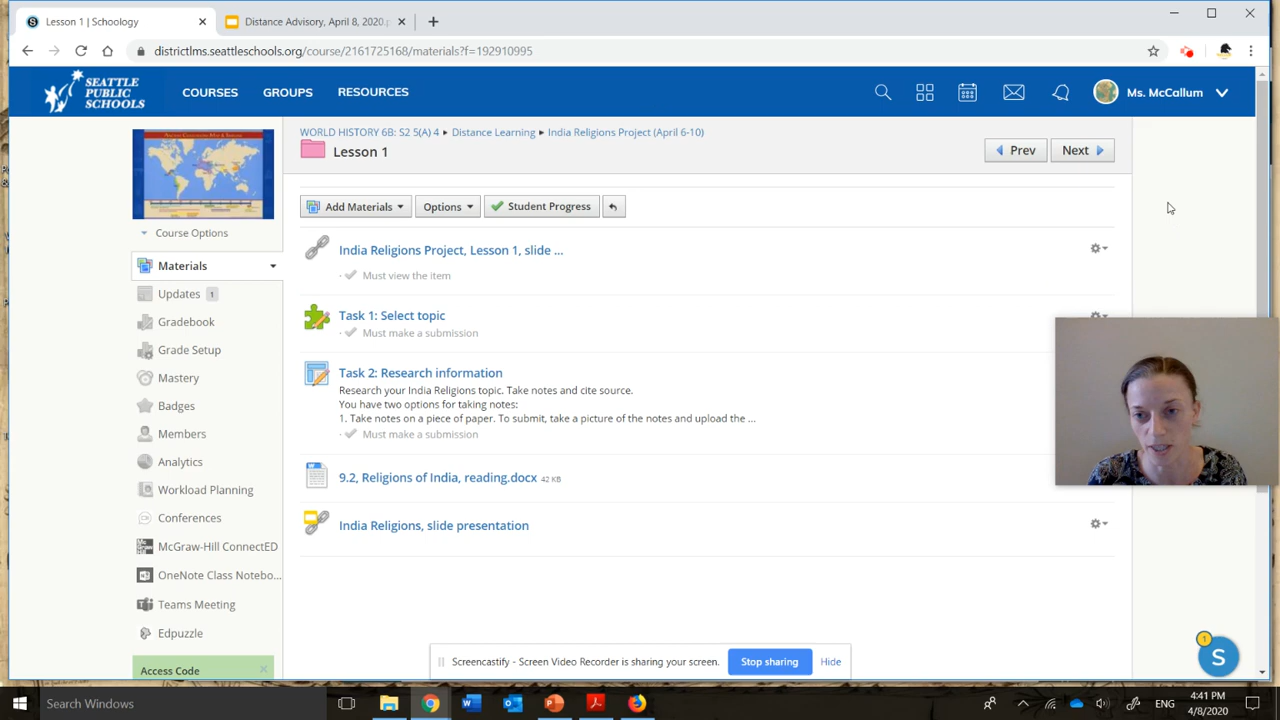 Lesson 1 | Schoology
Distance Advisory, April 8, 2020.
districtlms.seattleschools.org/course/2161725168/materials?f=192910995
SEATTLE
PUBLIC
SCHOOLS
COURSES
GROUPS
RESOURCES
Ms. McCallum
WORLD HISTORY 6B: S2 5(A) 4 ▸ Distance Learning ▸ India Religions Project (April 6-10)
Lesson 1
Prev
Next
Add Materials
Options
Student Progress
Course Options
Materials
Updates 1
Gradebook
Grade Setup
Mastery
Badges
Members
Analytics
Workload Planning
Conferences
McGraw-Hill ConnectED
OneNote Class Notebo...
Teams Meeting
Edpuzzle
Access Code
India Religions Project, Lesson 1, slide ...
· Must view the item
Task 1: Select topic
· Must make a submission
Task 2: Research information
Research your India Religions topic. Take notes and cite source.
You have two options for taking notes:
1. Take notes on a piece of paper. To submit, take a picture of the notes and upload the ...
· Must make a submission
9.2, Religions of India, reading.docx 42 KB
India Religions, slide presentation
Screencastify - Screen Video Recorder is sharing your screen.
Stop sharing
Hide
1
S
Search Windows
ENG
4:41 PM
4/8/2020